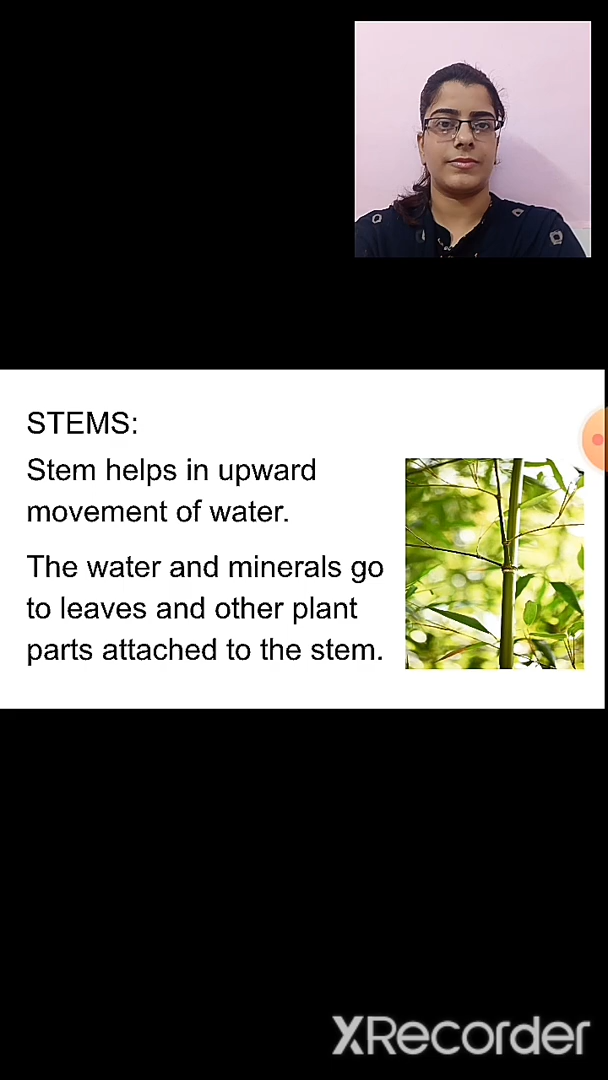 STEMS:
Stem helps in upward
movement of water.
The water and minerals go
to leaves and other plant
parts attached to the stem.
XRecorder